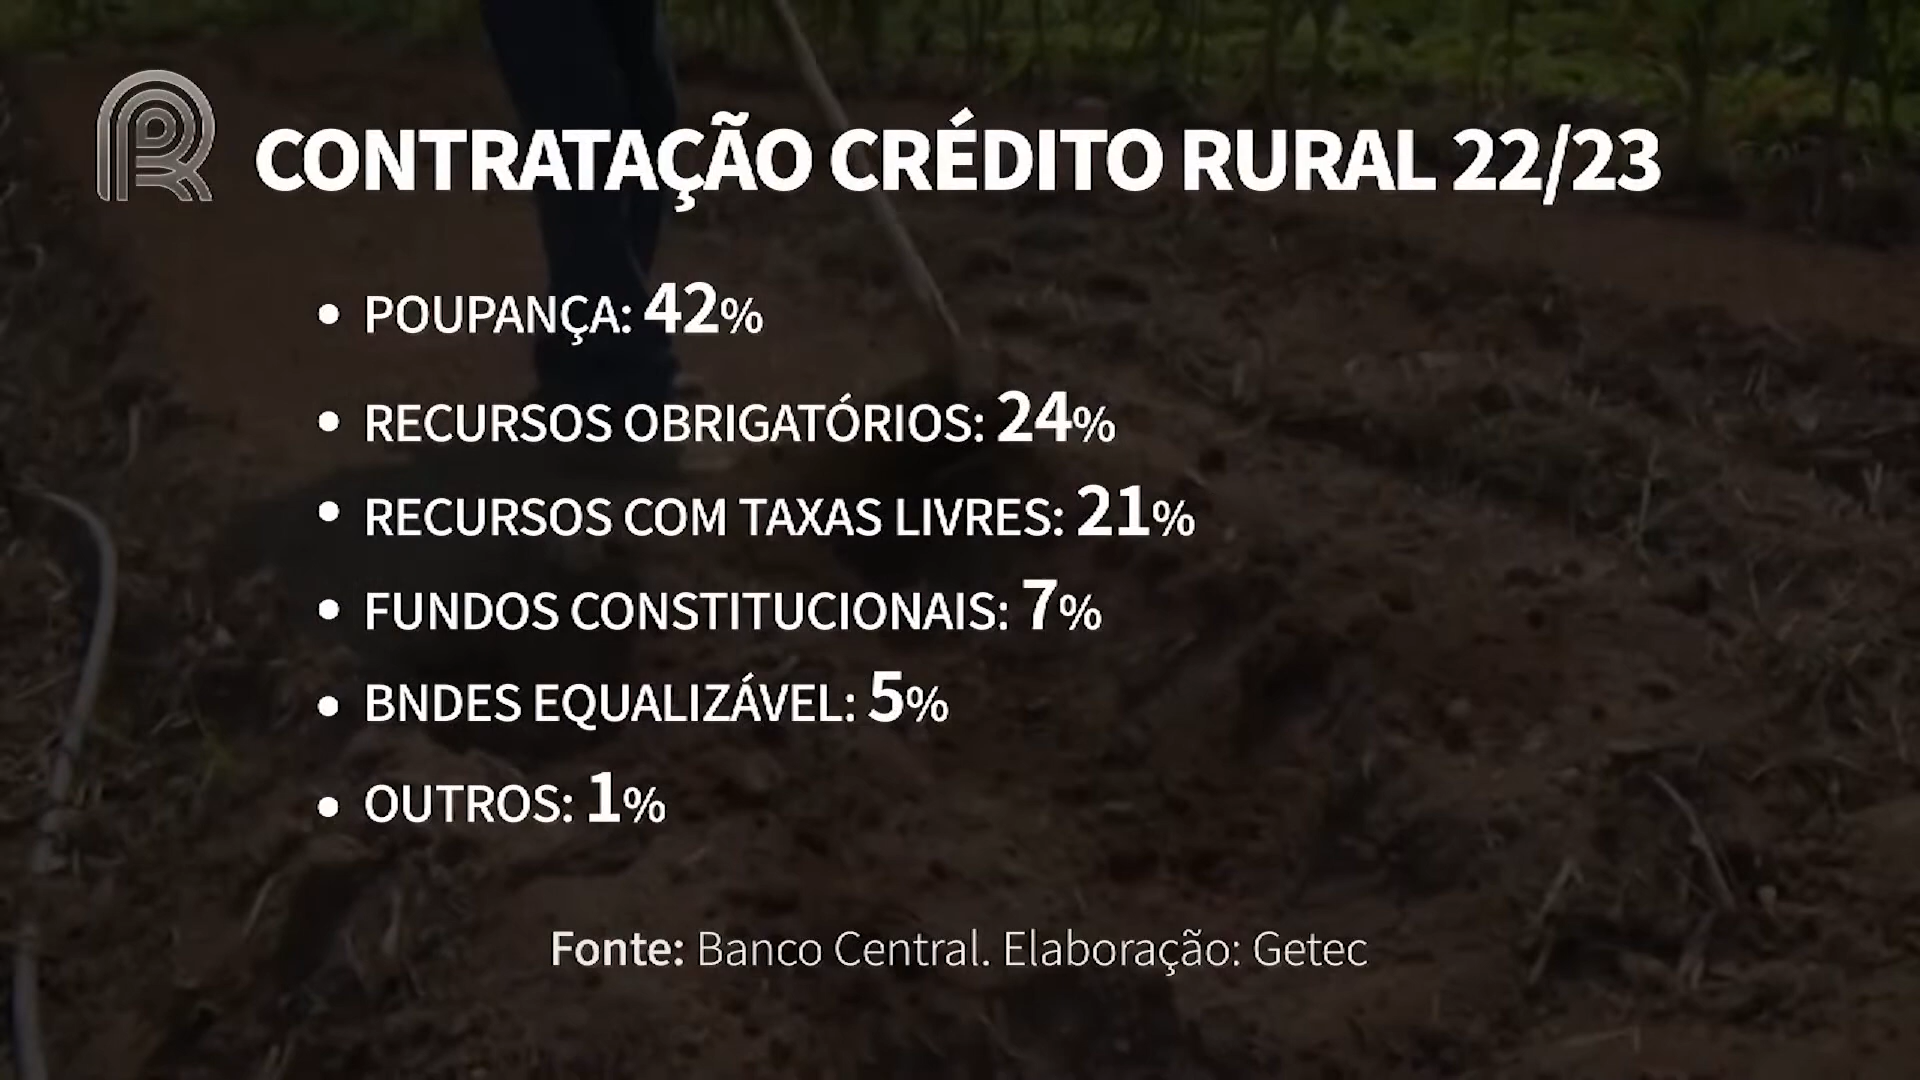 CONTRATAÇÃO CRÉDITO RURAL 22/23
• POUPANÇA: 42%
• RECURSOS OBRIGATÓRIOS: 24%
• RECURSOS COM TAXAS LIVRES: 21%
• FUNDOS CONSTITUCIONAIS: 7%
• BNDES EQUALIZÁVEL: 5%
• OUTROS: 1%
Fonte: Banco Central. Elaboração: Getec